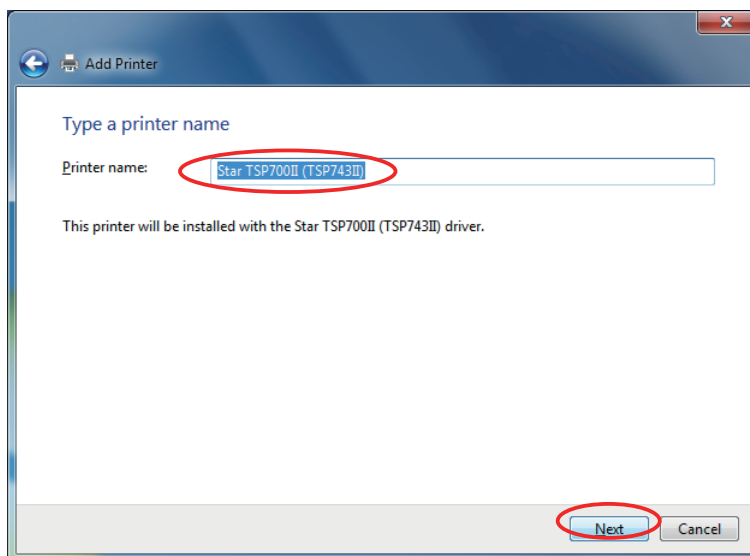 Add Printer
Type a printer name
Printer name: Star TSP700II (TSP743II)
This printer will be installed with the Star TSP700II (TSP743II) driver.
Next Cancel